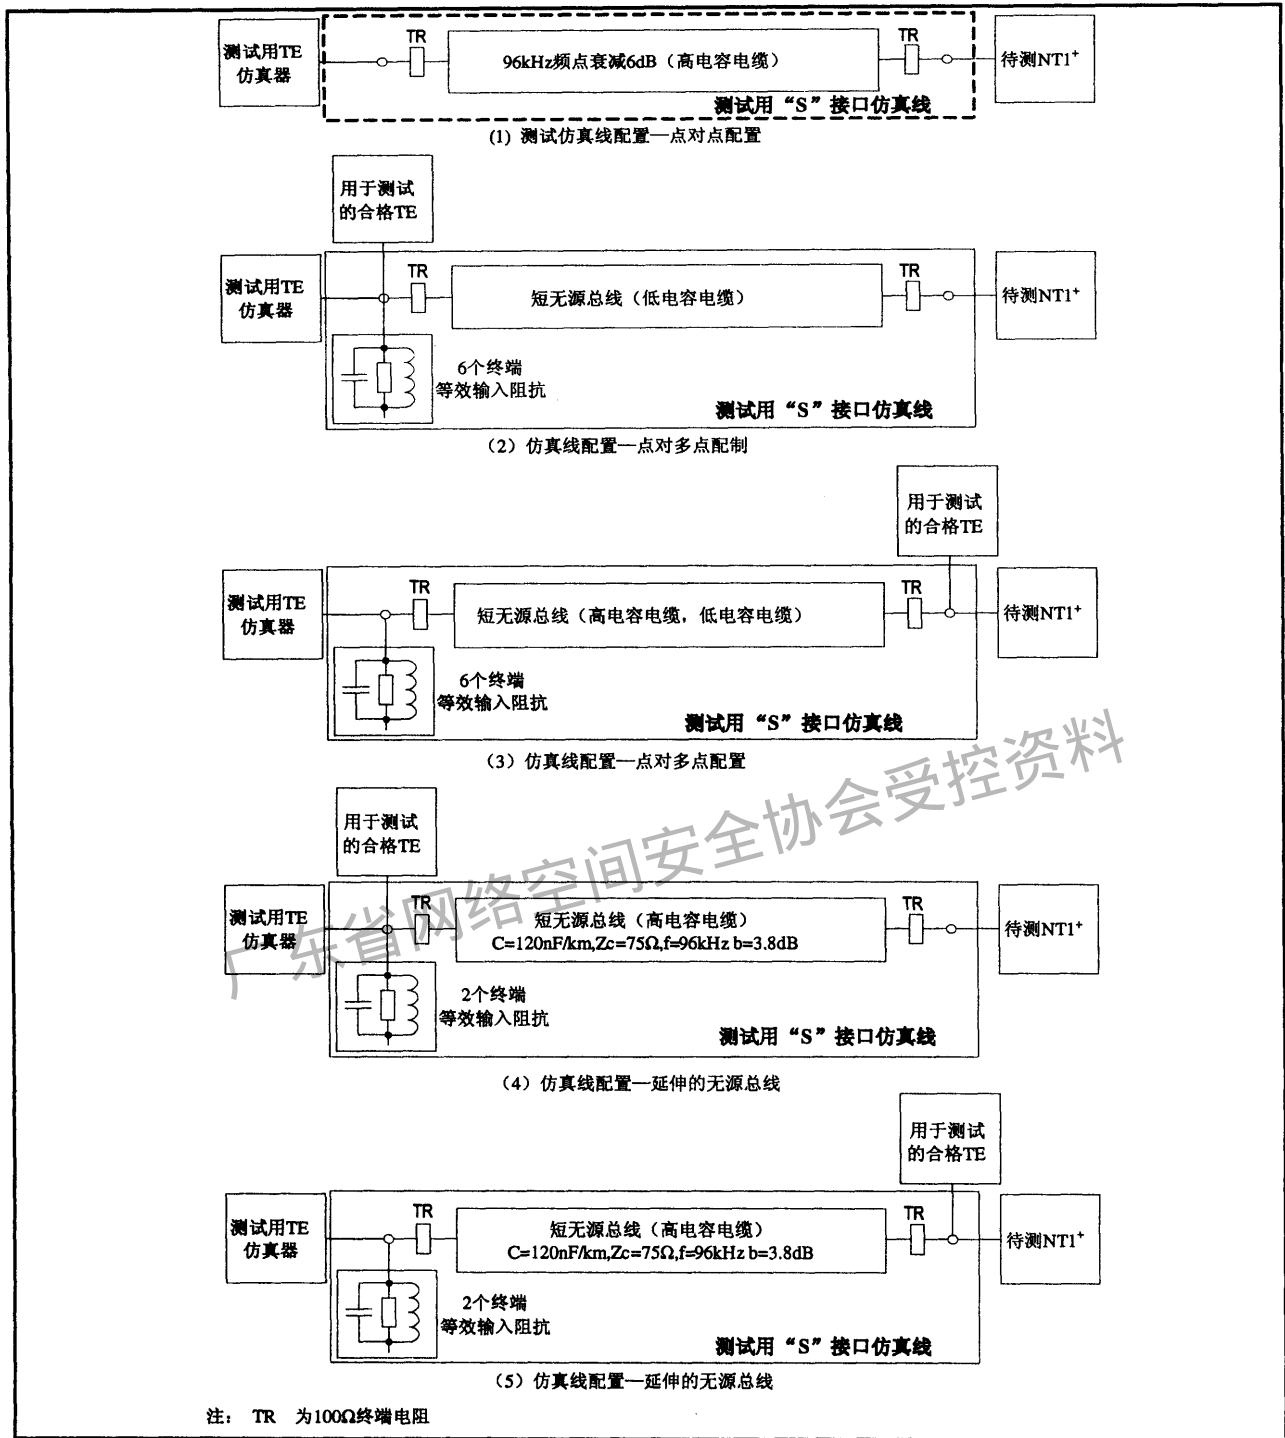 测试用TE
仿真器
TR
96kHz频点衰减6dB（高电容电缆）
TR
待测NT1⁺
测试用“S”接口仿真线
(1) 测试仿真线配置—点对点配置
用于测试
的合格TE
测试用TE
仿真器
TR
短无源总线（低电容电缆）
TR
待测NT1⁺
6个终端
等效输入阻抗
测试用“S”接口仿真线
（2）仿真线配置—点对多点配制
用于测试
的合格TE
测试用TE
仿真器
TR
短无源总线（高电容电缆，低电容电缆）
TR
待测NT1⁺
6个终端
等效输入阻抗
测试用“S”接口仿真线
（3）仿真线配置—点对多点配置
用于测试
的合格TE
测试用TE
仿真器
TR
短无源总线（高电容电缆）
C=120nF/km,Zc=75Ω,f=96kHz b=3.8dB
TR
待测NT1⁺
2个终端
等效输入阻抗
测试用“S”接口仿真线
（4）仿真线配置—延伸的无源总线
用于测试
的合格TE
测试用TE
仿真器
TR
短无源总线（高电容电缆）
C=120nF/km,Zc=75Ω,f=96kHz b=3.8dB
TR
待测NT1⁺
2个终端
等效输入阻抗
测试用“S”接口仿真线
（5）仿真线配置—延伸的无源总线
注： TR 为100Ω终端电阻
广东省网络空间安全协会受控资料